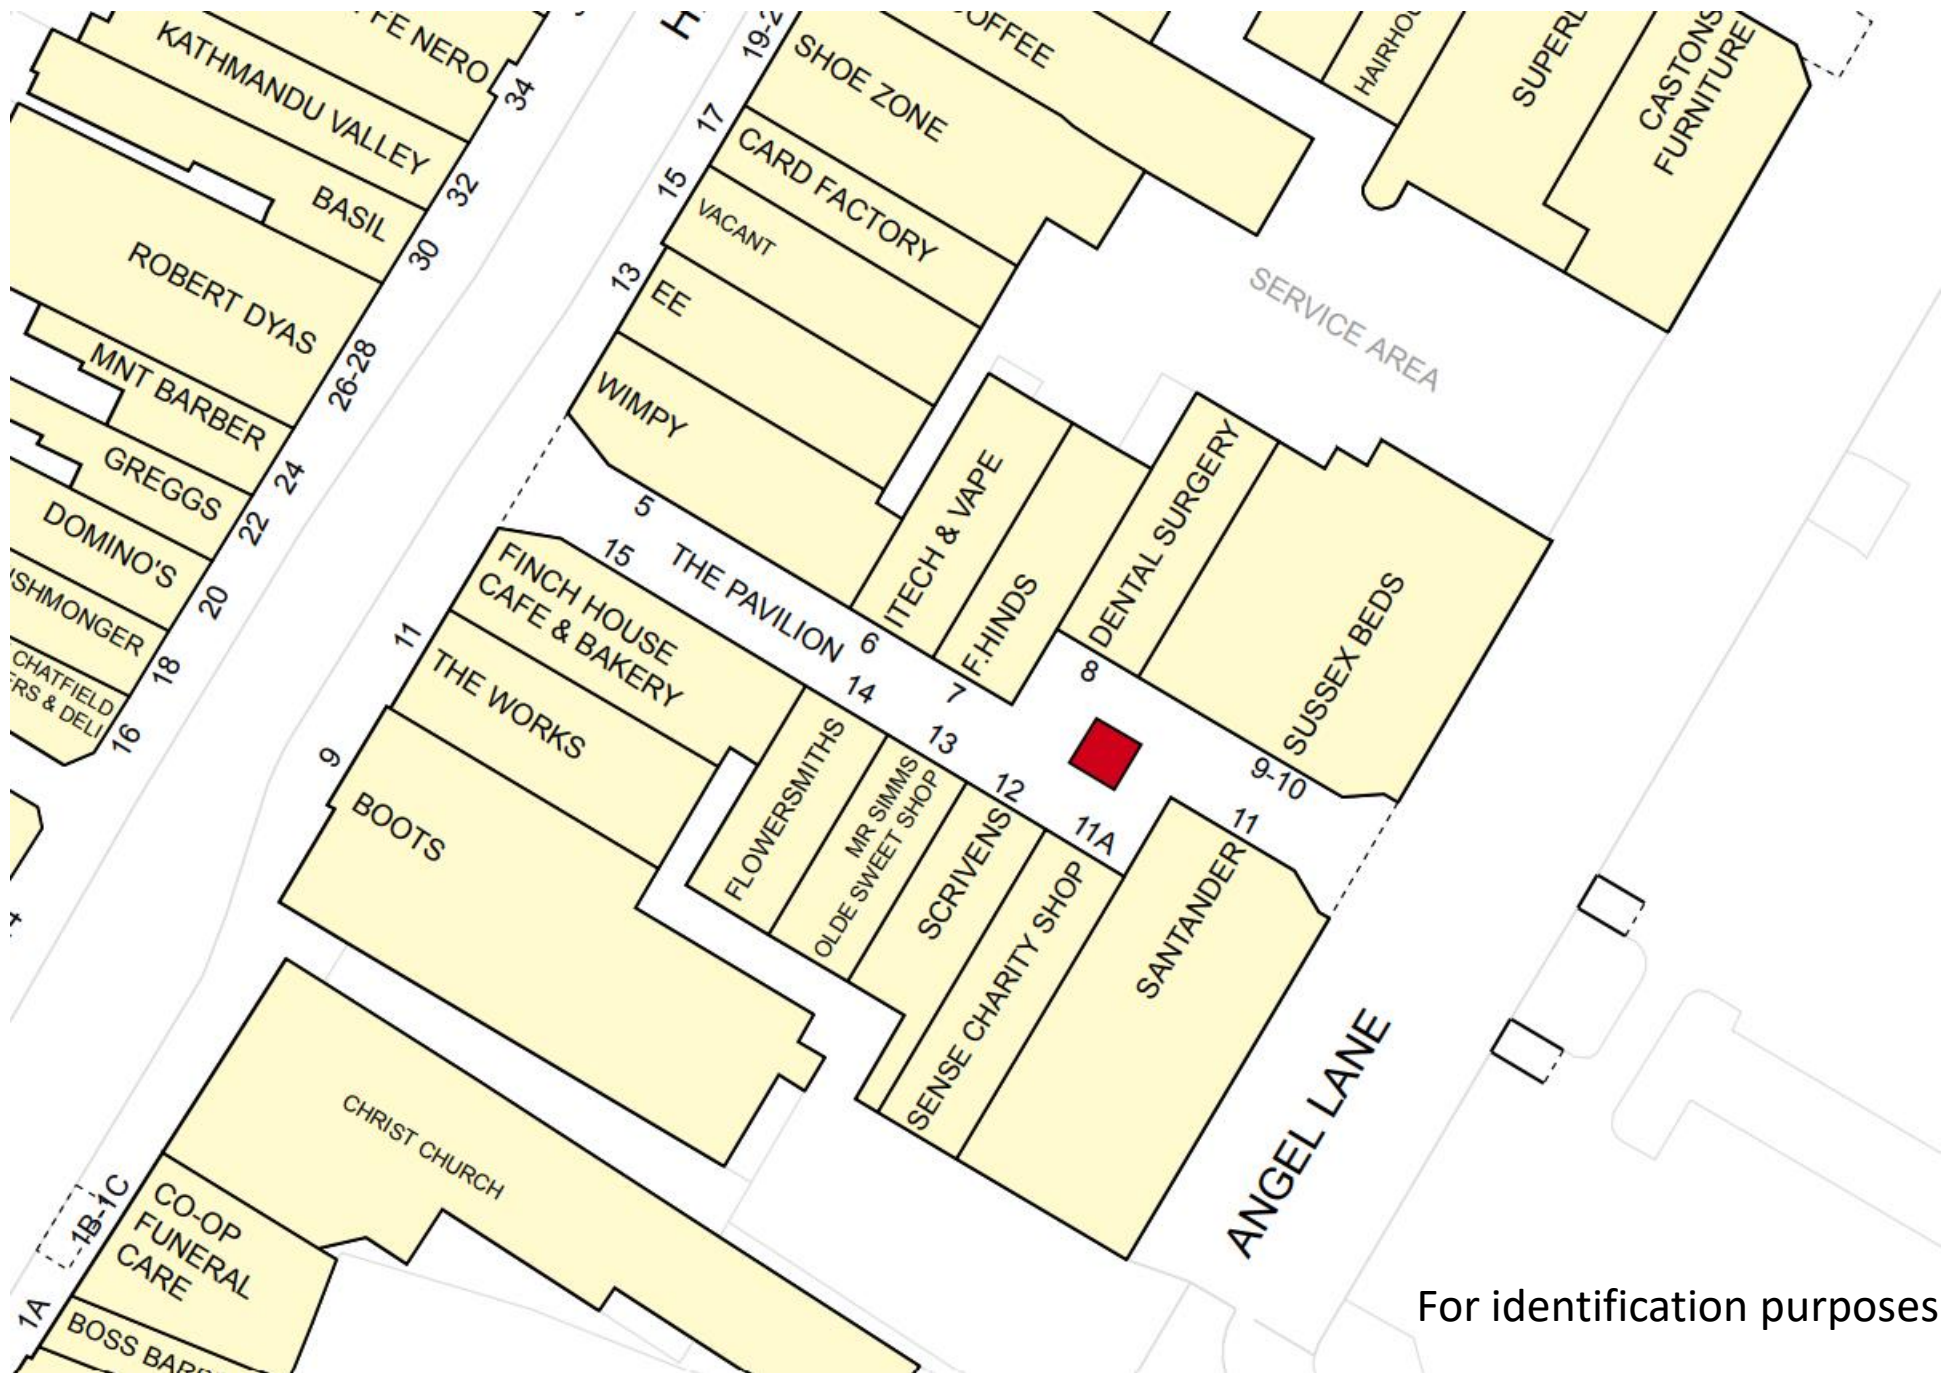 FE NERO
34
KATHMANDU VALLEY
32
BASIL
30
ROBERT DYAS
26-28
MNT BARBER
24
GREGGS
22
DOMINO'S
20
SHMONGER
18
CHATFIELD
ERS & DELI
16
SHOE ZONE
17
CARD FACTORY
15
VACANT
13
EE
WIMPY
5
OFFEE
HAIRHOU
SUPERL
CASTONS
FURNITURE
SERVICE AREA
ITECH & VAPE
6
F.HINDS
7
DENTAL SURGERY
8
SUSSEX BEDS
9-10
THE PAVILION
15
14
13
12
11A
11
FINCH HOUSE
CAFE & BAKERY
11
THE WORKS
9
BOOTS
FLOWERSMITHS
MR SIMMS
OLDE SWEET SHOP
SCRIVENS
SENSE CHARITY SHOP
SANTANDER
ANGEL LANE
CHRIST CHURCH
1B-1C
CO-OP
FUNERAL
CARE
1A
BOSS
For identification purposes